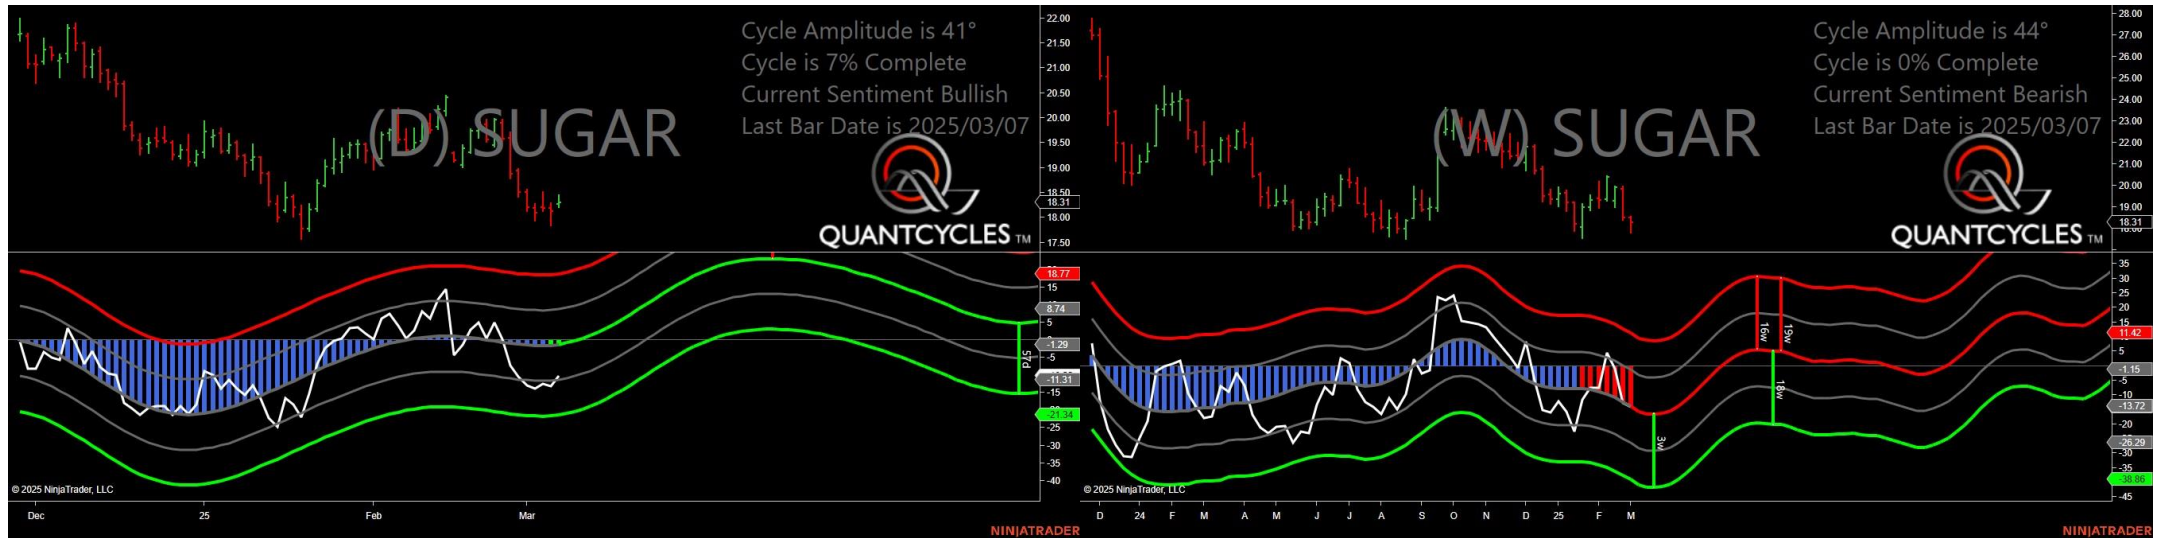 Cycle Amplitude is 41°
Cycle is 7% Complete
Current Sentiment Bullish
Last Bar Date is 2025/03/07
(D) SUGAR
QUANTCYCLES TM
22.00
21.50
21.00
20.50
20.00
19.50
19.00
18.50
18.31
18.00
17.50
18.77
15
8.74
5
-1.29
-5
-11.31
-15
-21.34
-25
-30
-35
-40
57d
© 2025 NinjaTrader, LLC
Dec 25 Feb Mar
NINJATRADER
Cycle Amplitude is 44°
Cycle is 0% Complete
Current Sentiment Bearish
Last Bar Date is 2025/03/07
(W) SUGAR
QUANTCYCLES TM
28.00
27.00
26.00
25.00
24.00
23.00
22.00
21.00
20.00
19.00
18.31
35
30
25
20
15
11.42
5
-1.15
-5
-10
-13.72
-20
-26.29
-30
-35
-38.86
-45
16w
19w
18w
3w
© 2025 NinjaTrader, LLC
D 24 F M A M J J A S O N D 25 F M
NINJATRADER